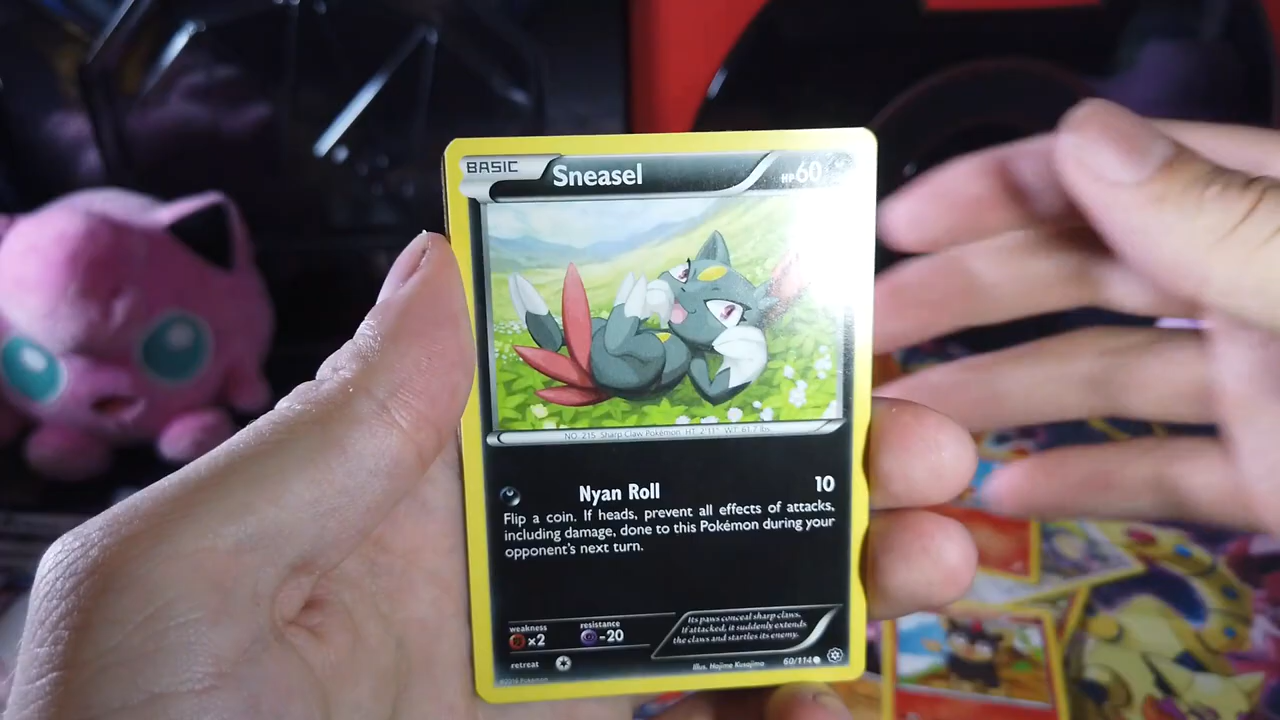 BASIC Sneasel HP60
NO. 215 Sharp Claw Pokémon HT: 2'11" WT: 61.7 lbs.
Nyan Roll 10
Flip a coin. If heads, prevent all effects of attacks,
including damage, done to this Pokémon during your
opponent's next turn.
weakness resistance
×2 -20
Its paws conceal sharp claws.
If attacked, it suddenly extends
the claws and startles its enemy.
retreat
Illus. Hajime Kusajima 60/114
©2016 Pokémon